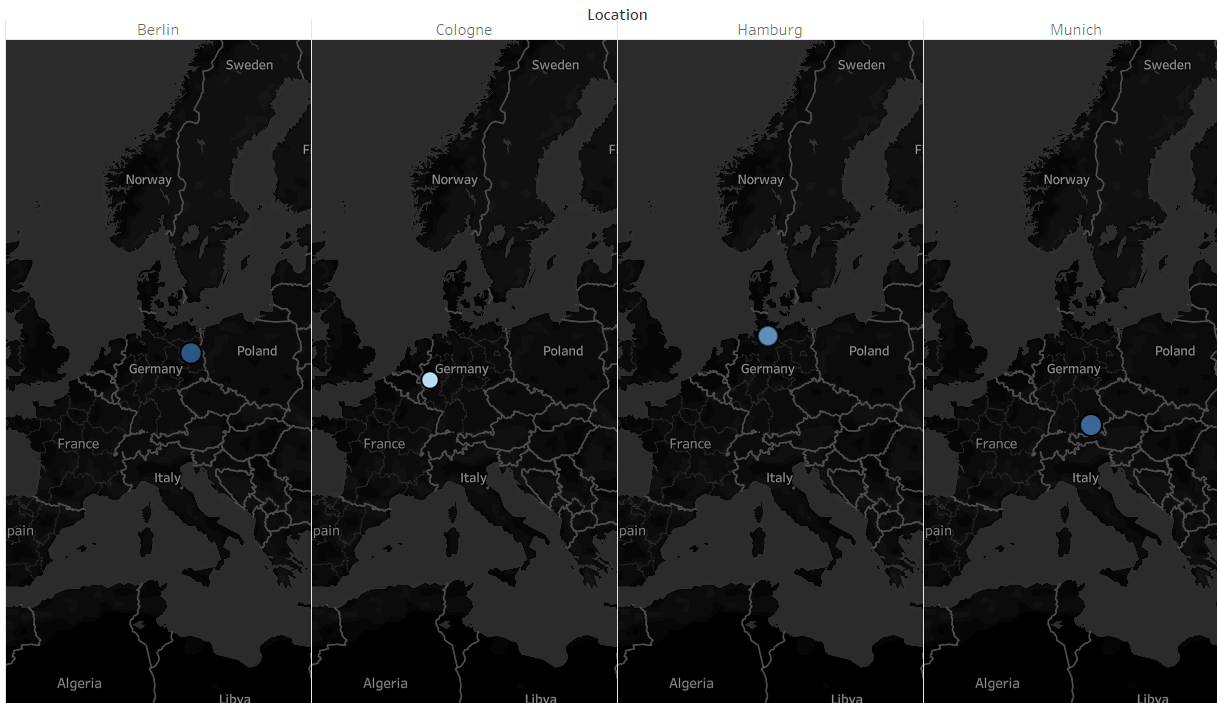 Location
Berlin
Cologne
Hamburg
Munich
Sweden
F
Norway
Poland
Germany
France
Italy
pain
Algeria
Libya
Sweden
F
Norway
Poland
Germany
France
Italy
pain
Algeria
Libya
Sweden
F
Norway
Poland
Germany
France
Italy
pain
Algeria
Libya
Sweden
Norway
Poland
Germany
France
Italy
pain
Algeria
Libya